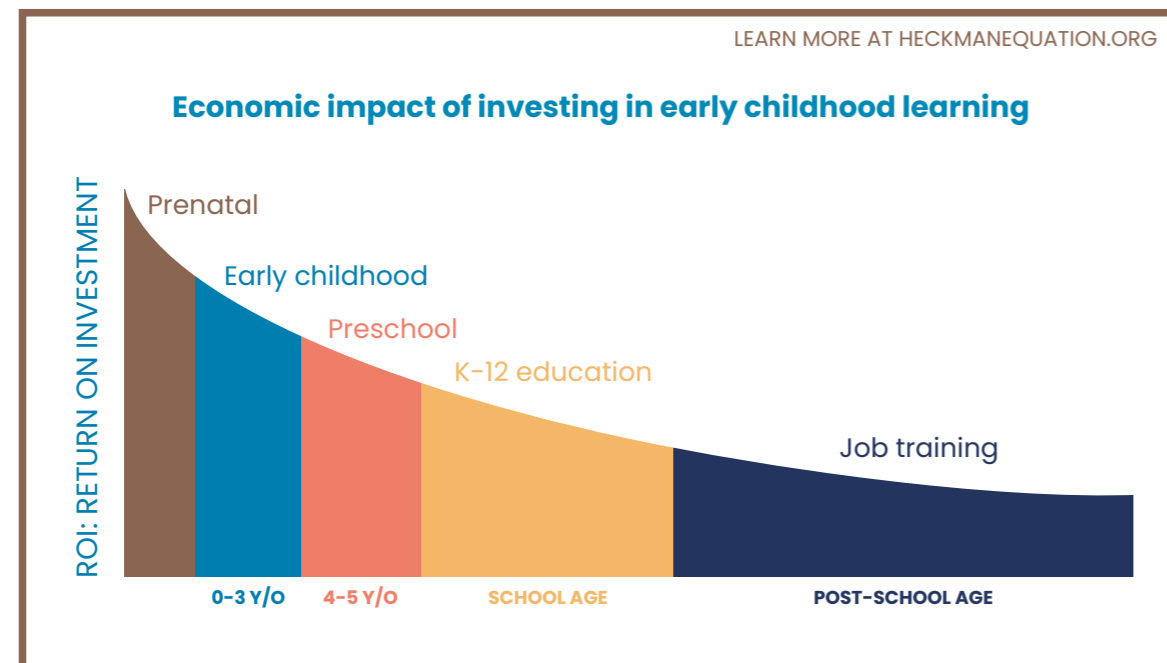 LEARN MORE AT HECKMANEQUATION.ORG
Economic impact of investing in early childhood learning
ROI: RETURN ON INVESTMENT
Prenatal
Early childhood
Preschool
K-12 education
Job training
0-3 Y/O
4-5 Y/O
SCHOOL AGE
POST-SCHOOL AGE